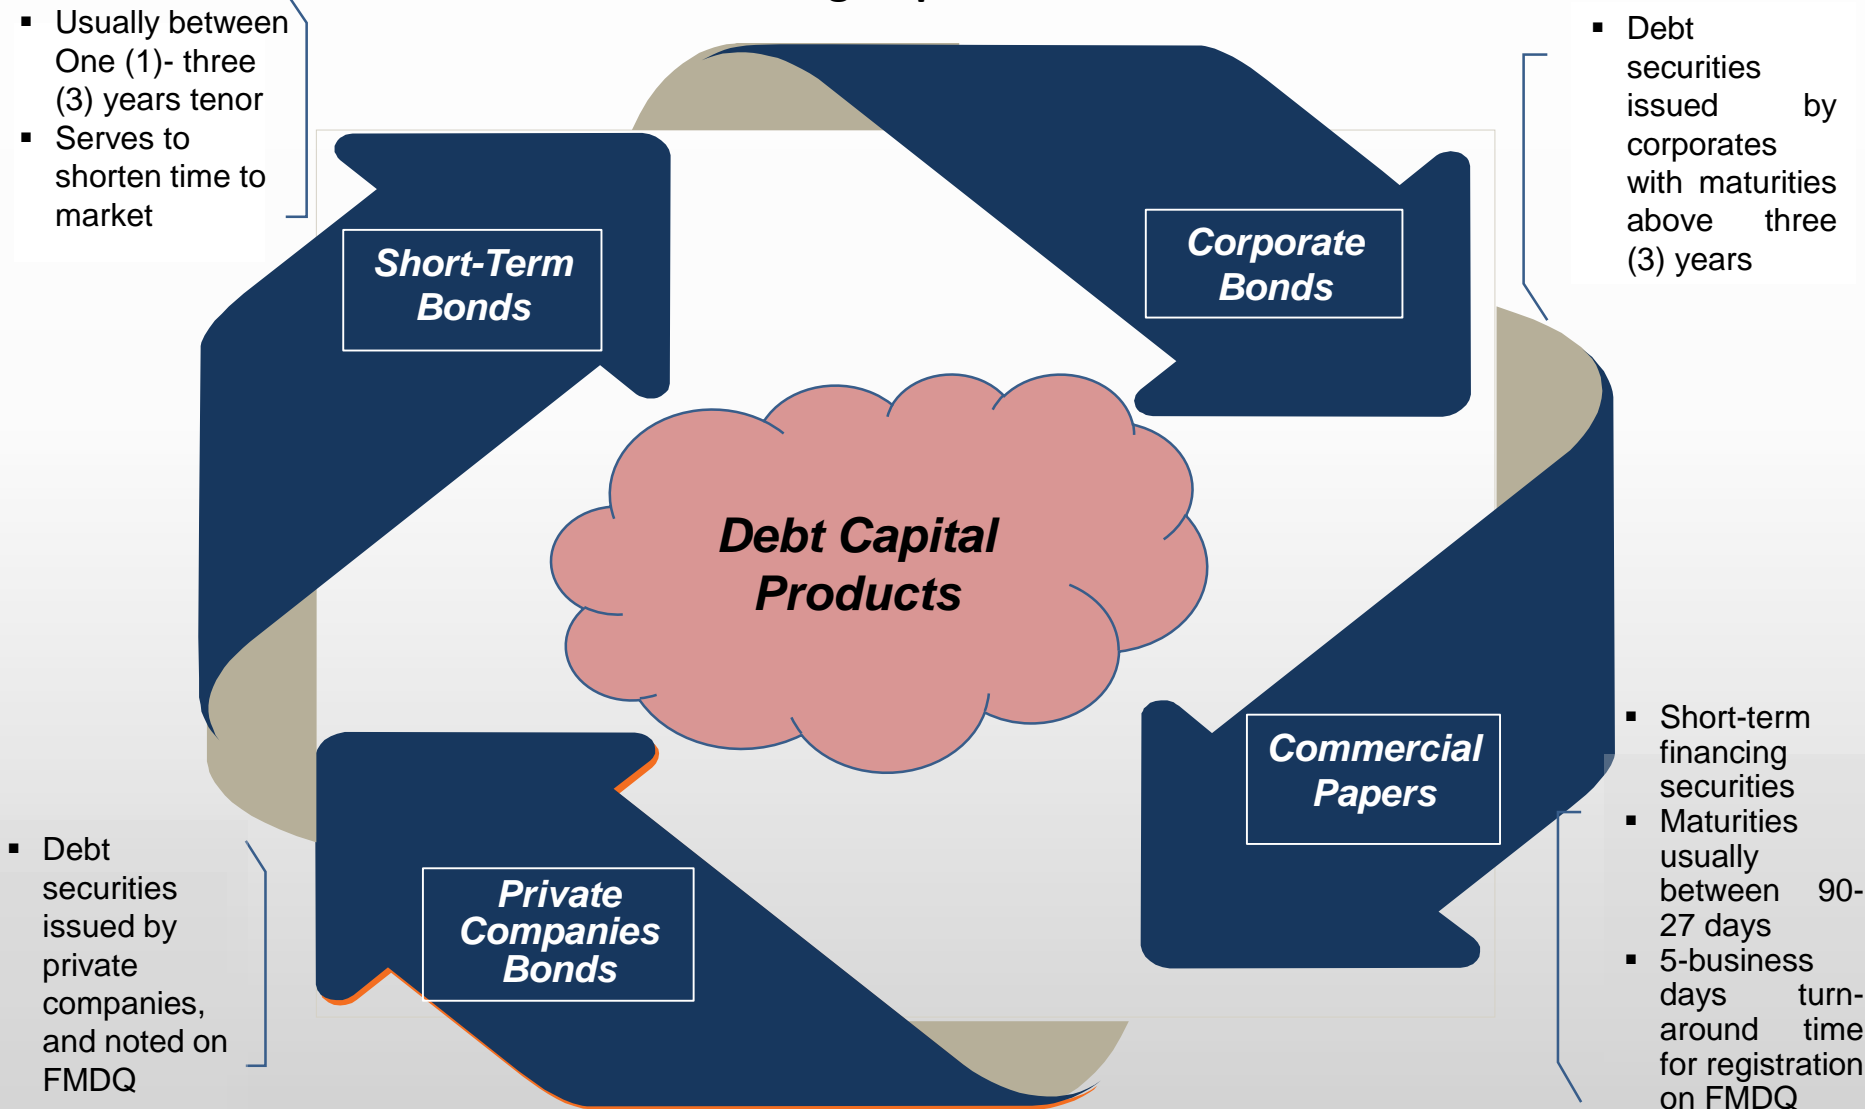 ▪ Usually between
One (1)- three
(3) years tenor
▪ Serves to
shorten time to
market
▪ Debt
securities
issued by
corporates
with maturities
above three
(3) years
Short-Term
Bonds
Corporate
Bonds
Debt Capital
Products
Commercial
Papers
▪ Short-term
financing
securities
▪ Maturities
usually
between 90-
27 days
▪ 5-business
days turn-
around time
for registration
on FMDQ
Private
Companies
Bonds
▪ Debt
securities
issued by
private
companies,
and noted on
FMDQ